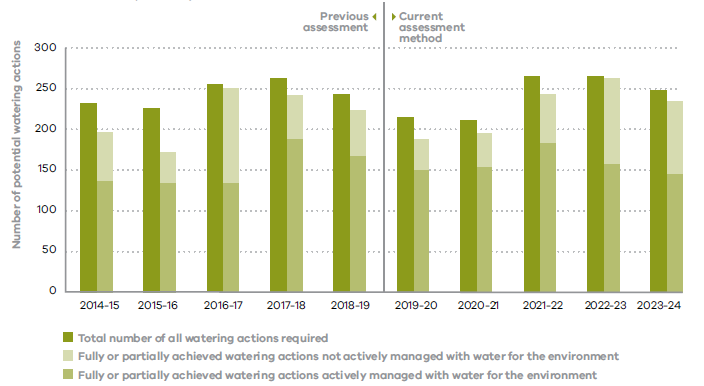 Previous
assessment
Current
assessment
method
Number of potential watering actions
300
250
200
150
100
50
0
2014-15 2015-16 2016-17 2017-18 2018-19 2019-20 2020-21 2021-22 2022-23 2023-24
Total number of all watering actions required
Fully or partially achieved watering actions not actively managed with water for the environment
Fully or partially achieved watering actions actively managed with water for the environment